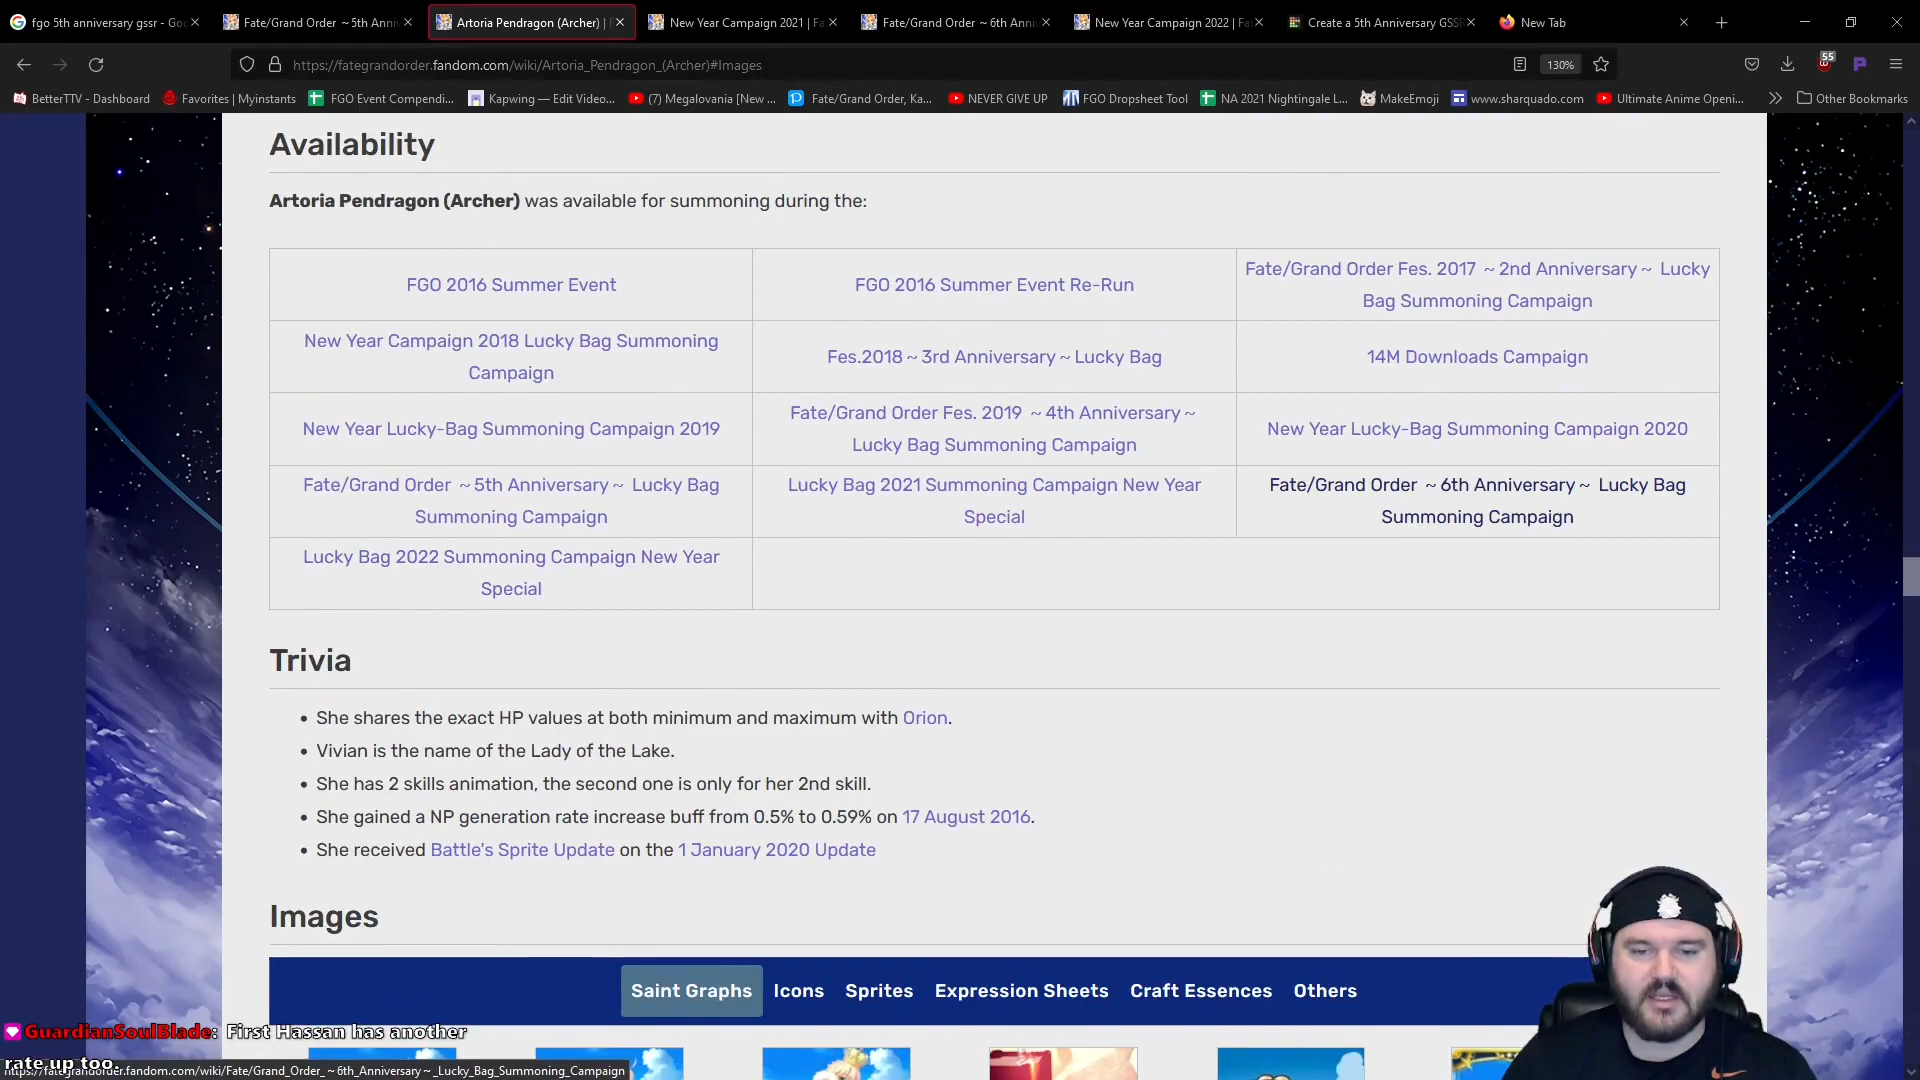 fgo 5th anniversary gssr - Goo
Fate/Grand Order ～5th Anni
Artoria Pendragon (Archer) | F
New Year Campaign 2021 | Fa
Fate/Grand Order ～6th Anni
New Year Campaign 2022 | Fat
Create a 5th Anniversary GSSR
New Tab
https://fategrandorder.fandom.com/wiki/Artoria_Pendragon_(Archer)#Images
130%
55
BetterTTV - Dashboard
Favorites | Myinstants
FGO Event Compendi...
Kapwing — Edit Video...
(7) Megalovania [New ...
Fate/Grand Order, Ka...
NEVER GIVE UP
FGO Dropsheet Tool
NA 2021 Nightingale L...
MakeEmoji
www.sharquado.com
Ultimate Anime Openi...
Other Bookmarks
Availability
Artoria Pendragon (Archer) was available for summoning during the:
FGO 2016 Summer Event
FGO 2016 Summer Event Re-Run
Fate/Grand Order Fes. 2017 ～2nd Anniversary～ Lucky
Bag Summoning Campaign
New Year Campaign 2018 Lucky Bag Summoning
Campaign
Fes.2018～3rd Anniversary～Lucky Bag
14M Downloads Campaign
New Year Lucky-Bag Summoning Campaign 2019
Fate/Grand Order Fes. 2019 ～4th Anniversary～
Lucky Bag Summoning Campaign
New Year Lucky-Bag Summoning Campaign 2020
Fate/Grand Order ～5th Anniversary～ Lucky Bag
Summoning Campaign
Lucky Bag 2021 Summoning Campaign New Year
Special
Fate/Grand Order ～6th Anniversary～ Lucky Bag
Summoning Campaign
Lucky Bag 2022 Summoning Campaign New Year
Special
Trivia
• She shares the exact HP values at both minimum and maximum with Orion.
• Vivian is the name of the Lady of the Lake.
• She has 2 skills animation, the second one is only for her 2nd skill.
• She gained a NP generation rate increase buff from 0.5% to 0.59% on 17 August 2016.
• She received Battle's Sprite Update on the 1 January 2020 Update
Images
Saint Graphs
Icons
Sprites
Expression Sheets
Craft Essences
Others
GuardianSoulBlade: First Hassan has another
rate up too.
https://fategrandorder.fandom.com/wiki/Fate/Grand_Order_～6th_Anniversary～_Lucky_Bag_Summoning_Campaign